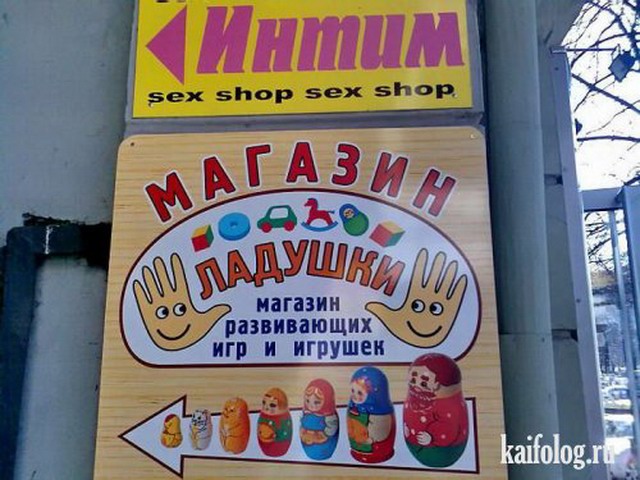 Интим
sex shop sex shop
МАГАЗИН
ЛАДУШКИ
магазин
развивающих
игр и игрушек
kaifolog.ru